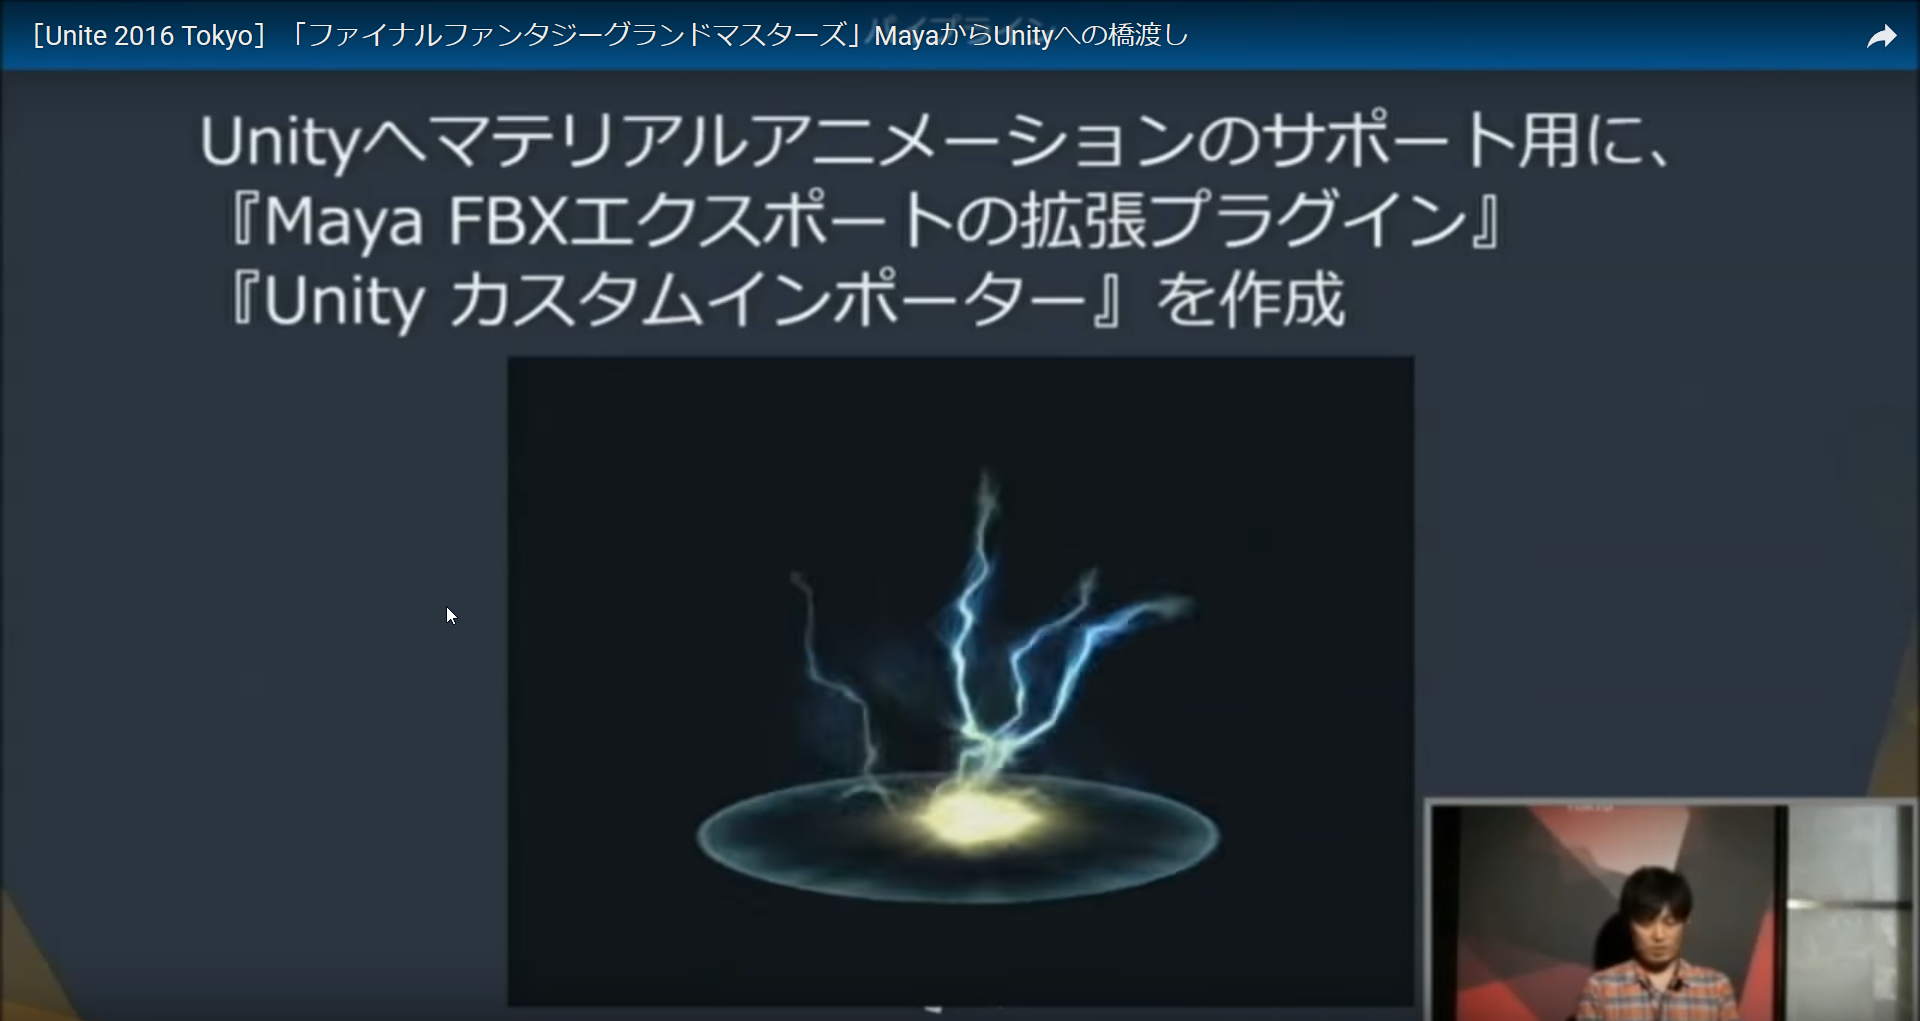 ［Unite 2016 Tokyo］「ファイナルファンタジーグランドマスターズ」MayaからUnityへの橋渡し
Unityへマテリアルアニメーションのサポート用に、
『Maya FBXエクスポートの拡張プラグイン』
『Unity カスタムインポーター』を作成